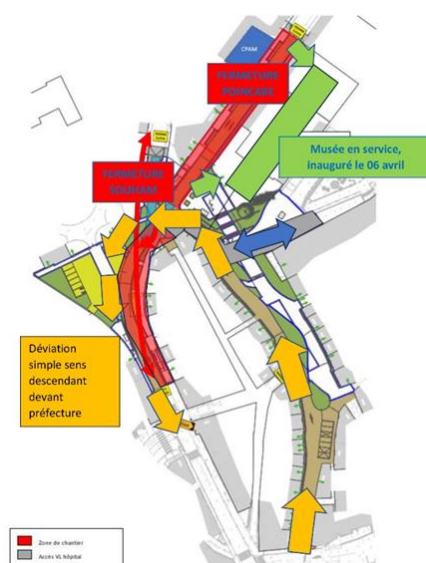 CPAM
FERMETURE
POINCARE
Musée en service,
inauguré le 06 avril
FERMETURE
SOUHAM
Déviation
simple sens
descendant
devant
préfecture
Zone de chantier
Accès VL hôpital